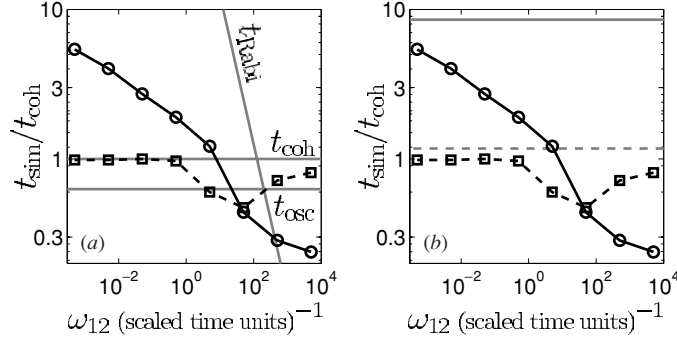 10
3
1
0.3
t_sim/t_coh
t_Rabi
t_coh
t_osc
(a)
10^−2
10^0
10^2
10^4
ω_12 (scaled time units)^−1
10
3
1
0.3
t_sim/t_coh
(b)
10^−2
10^0
10^2
10^4
ω_12 (scaled time units)^−1